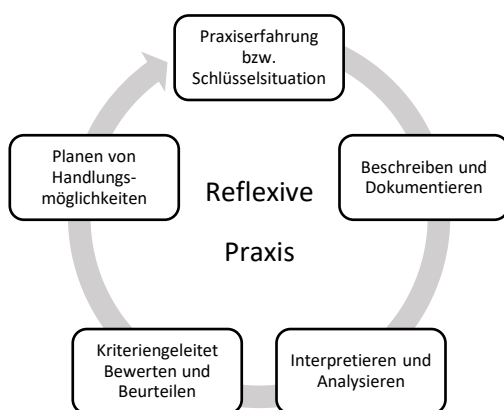 Praxiserfahrung
bzw.
Schlüsselsituation
Beschreiben und
Dokumentieren
Interpretieren und
Analysieren
Kriteriengeleitet
Bewerten und
Beurteilen
Planen von
Handlungs-
möglichkeiten
Reflexive
Praxis